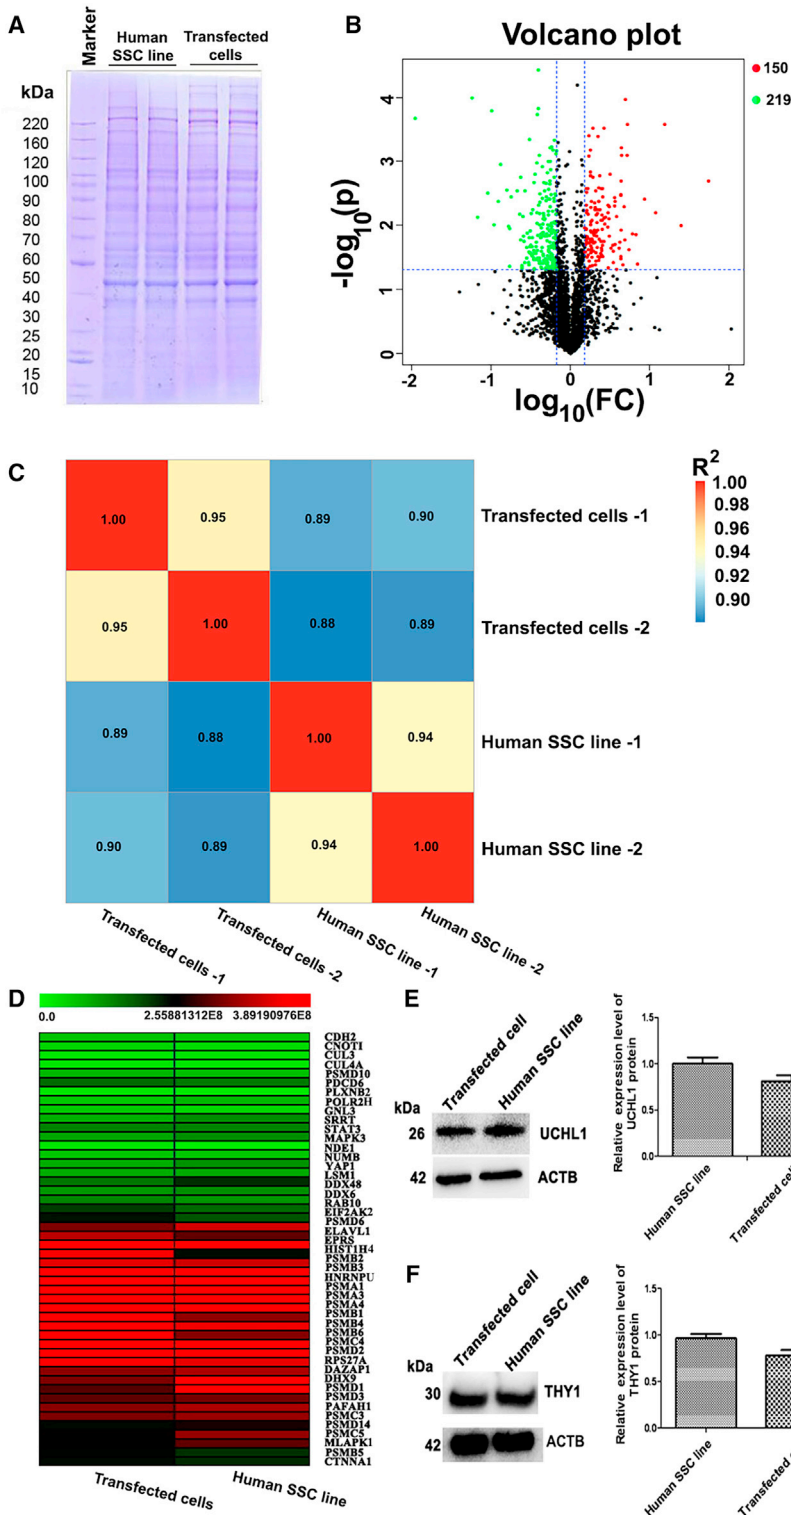 A
Marker
Human
SSC line
Transfected
cells
kDa
220
160
120
100
90
80
70
60
50
40
30
25
20
15
10
B
Volcano plot
150
219
-log10(p)
4
3
2
1
0
-2
-1
0
1
2
log10(FC)
C
R2
1.00
0.98
0.96
0.94
0.92
0.90
1.00 0.95 0.89 0.90 Transfected cells -1
0.95 1.00 0.88 0.89 Transfected cells -2
0.89 0.88 1.00 0.94 Human SSC line -1
0.90 0.89 0.94 1.00 Human SSC line -2
Transfected cells -1
Transfected cells -2
Human SSC line -1
Human SSC line -2
D
0.0 2.55881312E8 3.89190976E8
CDH2
CNOTI
CUL3
CUL4A
PSMD10
PDCD6
PLXNB2
POLR2H
GNL3
SRRT
STAT3
MAPK3
NDE1
NUMB
YAP1
LSM1
DDX48
DDX6
RAB10
EIF2AK2
PSMD6
ELAVL1
EPRS
HIST1H4
PSMB2
PSMB3
HNRNPU
PSMA1
PSMA3
PSMA4
PSMB1
PSMB4
PSMB6
PSMC4
PSMD2
RPS27A
DAZAP1
DHX9
PSMD1
PSMD3
PAFAH1
PSMC3
PSMD14
PSMC5
MLAPK1
PSMB5
CTNNA1
Transfected cells
Human SSC line
E
Transfected cell
Human SSC line
kDa
26 UCHL1
42 ACTB
Relative expression level of
UCHL1 protein
1.5
1.0
0.5
0.0
Human SSC line
Transfected cell
F
Transfected cell
Human SSC line
kDa
30 THY1
42 ACTB
Relative expression level of
THY1 protein
1.5
1.0
0.5
0.0
Human SSC line
Transfected c